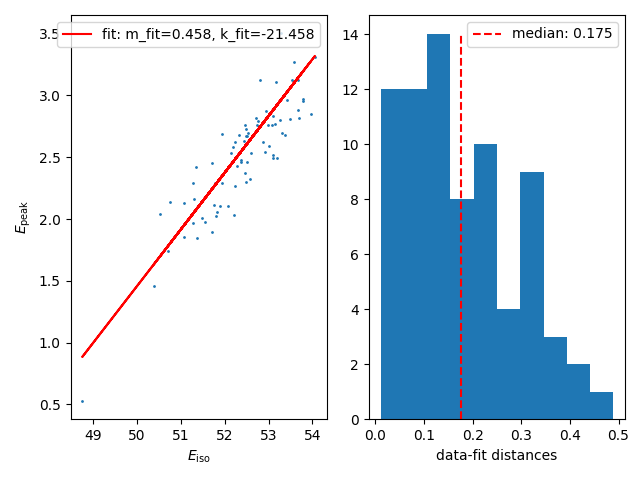 fit: m_fit=0.458, k_fit=-21.458
3.5
3.0
2.5
2.0
1.5
1.0
0.5
E_peak
49 50 51 52 53 54
E_iso
median: 0.175
14
12
10
8
6
4
2
0
0.0 0.1 0.2 0.3 0.4 0.5
data-fit distances